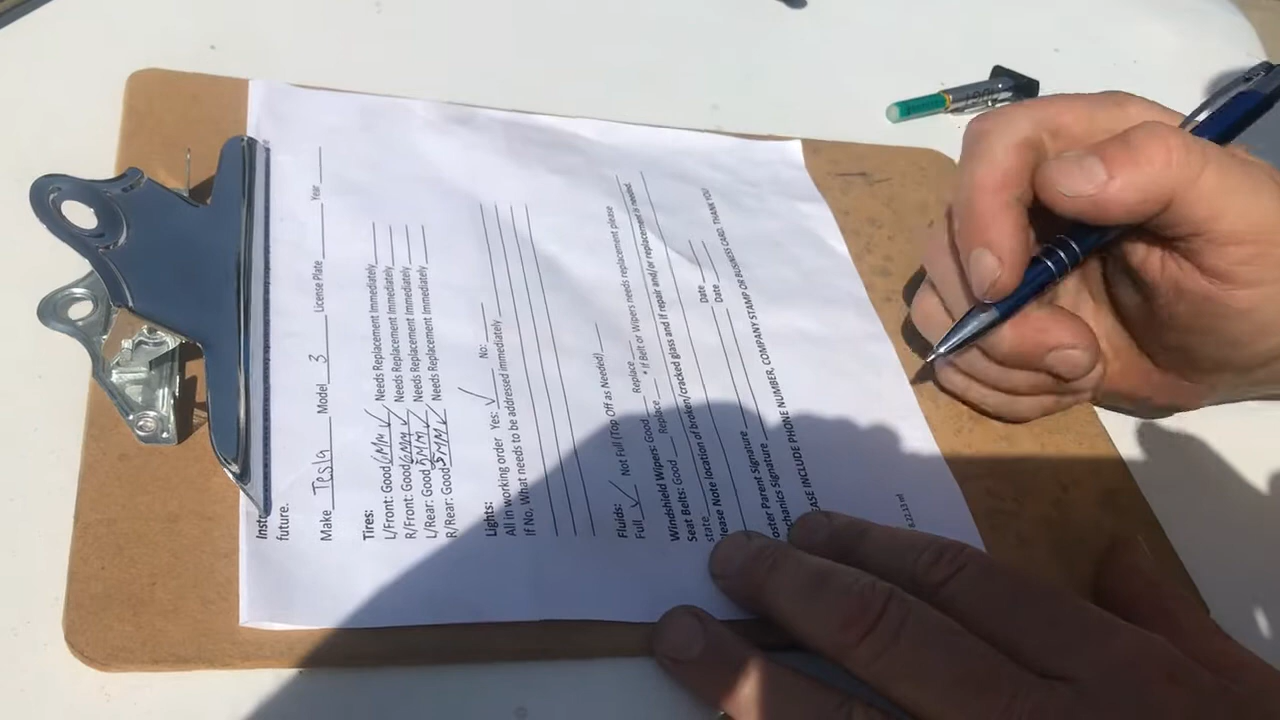 future.
Make Tesla Model 3 License Plate Year
Tires:
L/Front: Good 6MM ✓ Needs Replacement Immediately
R/Front: Good 6MM ✓ Needs Replacement Immediately
L/Rear: Good 5MM ✓ Needs Replacement Immediately
R/Rear: Good 5MM ✓ Needs Replacement Immediately
Lights:
All in working order Yes: ✓ No:
If No, What needs to be addressed immediately
Fluids:
Full ✓ Not Full (Top Off as Needed)
Windshield Wipers: Good Replace * If Belt or Wipers needs replacement please
Seat Belts: Good Replace
state
lease Note location of broken/cracked glass and if repair and/or replacement is needed.
oster Parent Signature Date
chanics Signature Date
EASE INCLUDE PHONE NUMBER, COMPANY STAMP OR BUSINESS CARD. THANK YOU